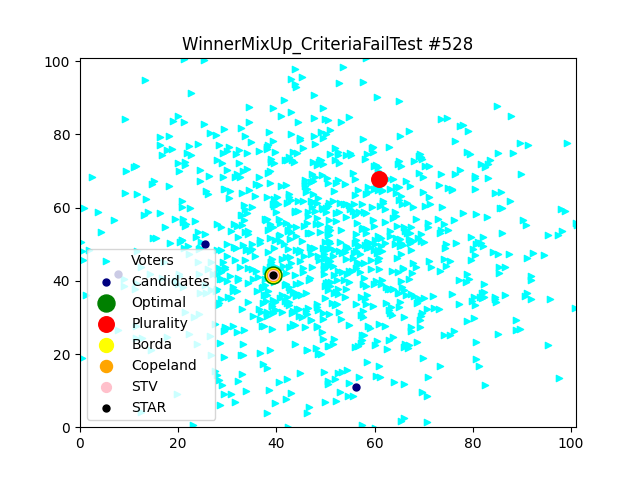 WinnerMixUp_CriteriaFailTest #528
100
80
60
40
20
0
Voters
Candidates
Optimal
Plurality
Borda
Copeland
STV
STAR
0 20 40 60 80 100